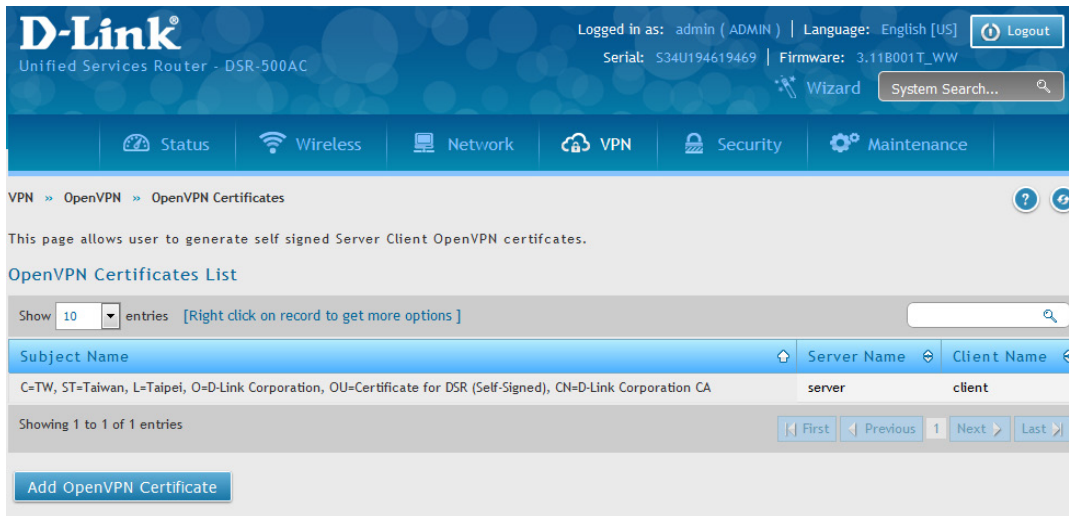 D-Link
Unified Services Router - DSR-500AC
Logged in as: admin ( ADMIN ) | Language: English [US]
Logout
Serial: S34U194619469 | Firmware: 3.11B001T_WW
Wizard
System Search...
Status
Wireless
Network
VPN
Security
Maintenance
VPN » OpenVPN » OpenVPN Certificates
?
This page allows user to generate self signed Server Client OpenVPN certifcates.
OpenVPN Certificates List
Show 10 entries [Right click on record to get more options ]
Subject Name Server Name Client Name
C=TW, ST=Taiwan, L=Taipei, O=D-Link Corporation, OU=Certificate for DSR (Self-Signed), CN=D-Link Corporation CA server client
Showing 1 to 1 of 1 entries
First Previous 1 Next Last
Add OpenVPN Certificate